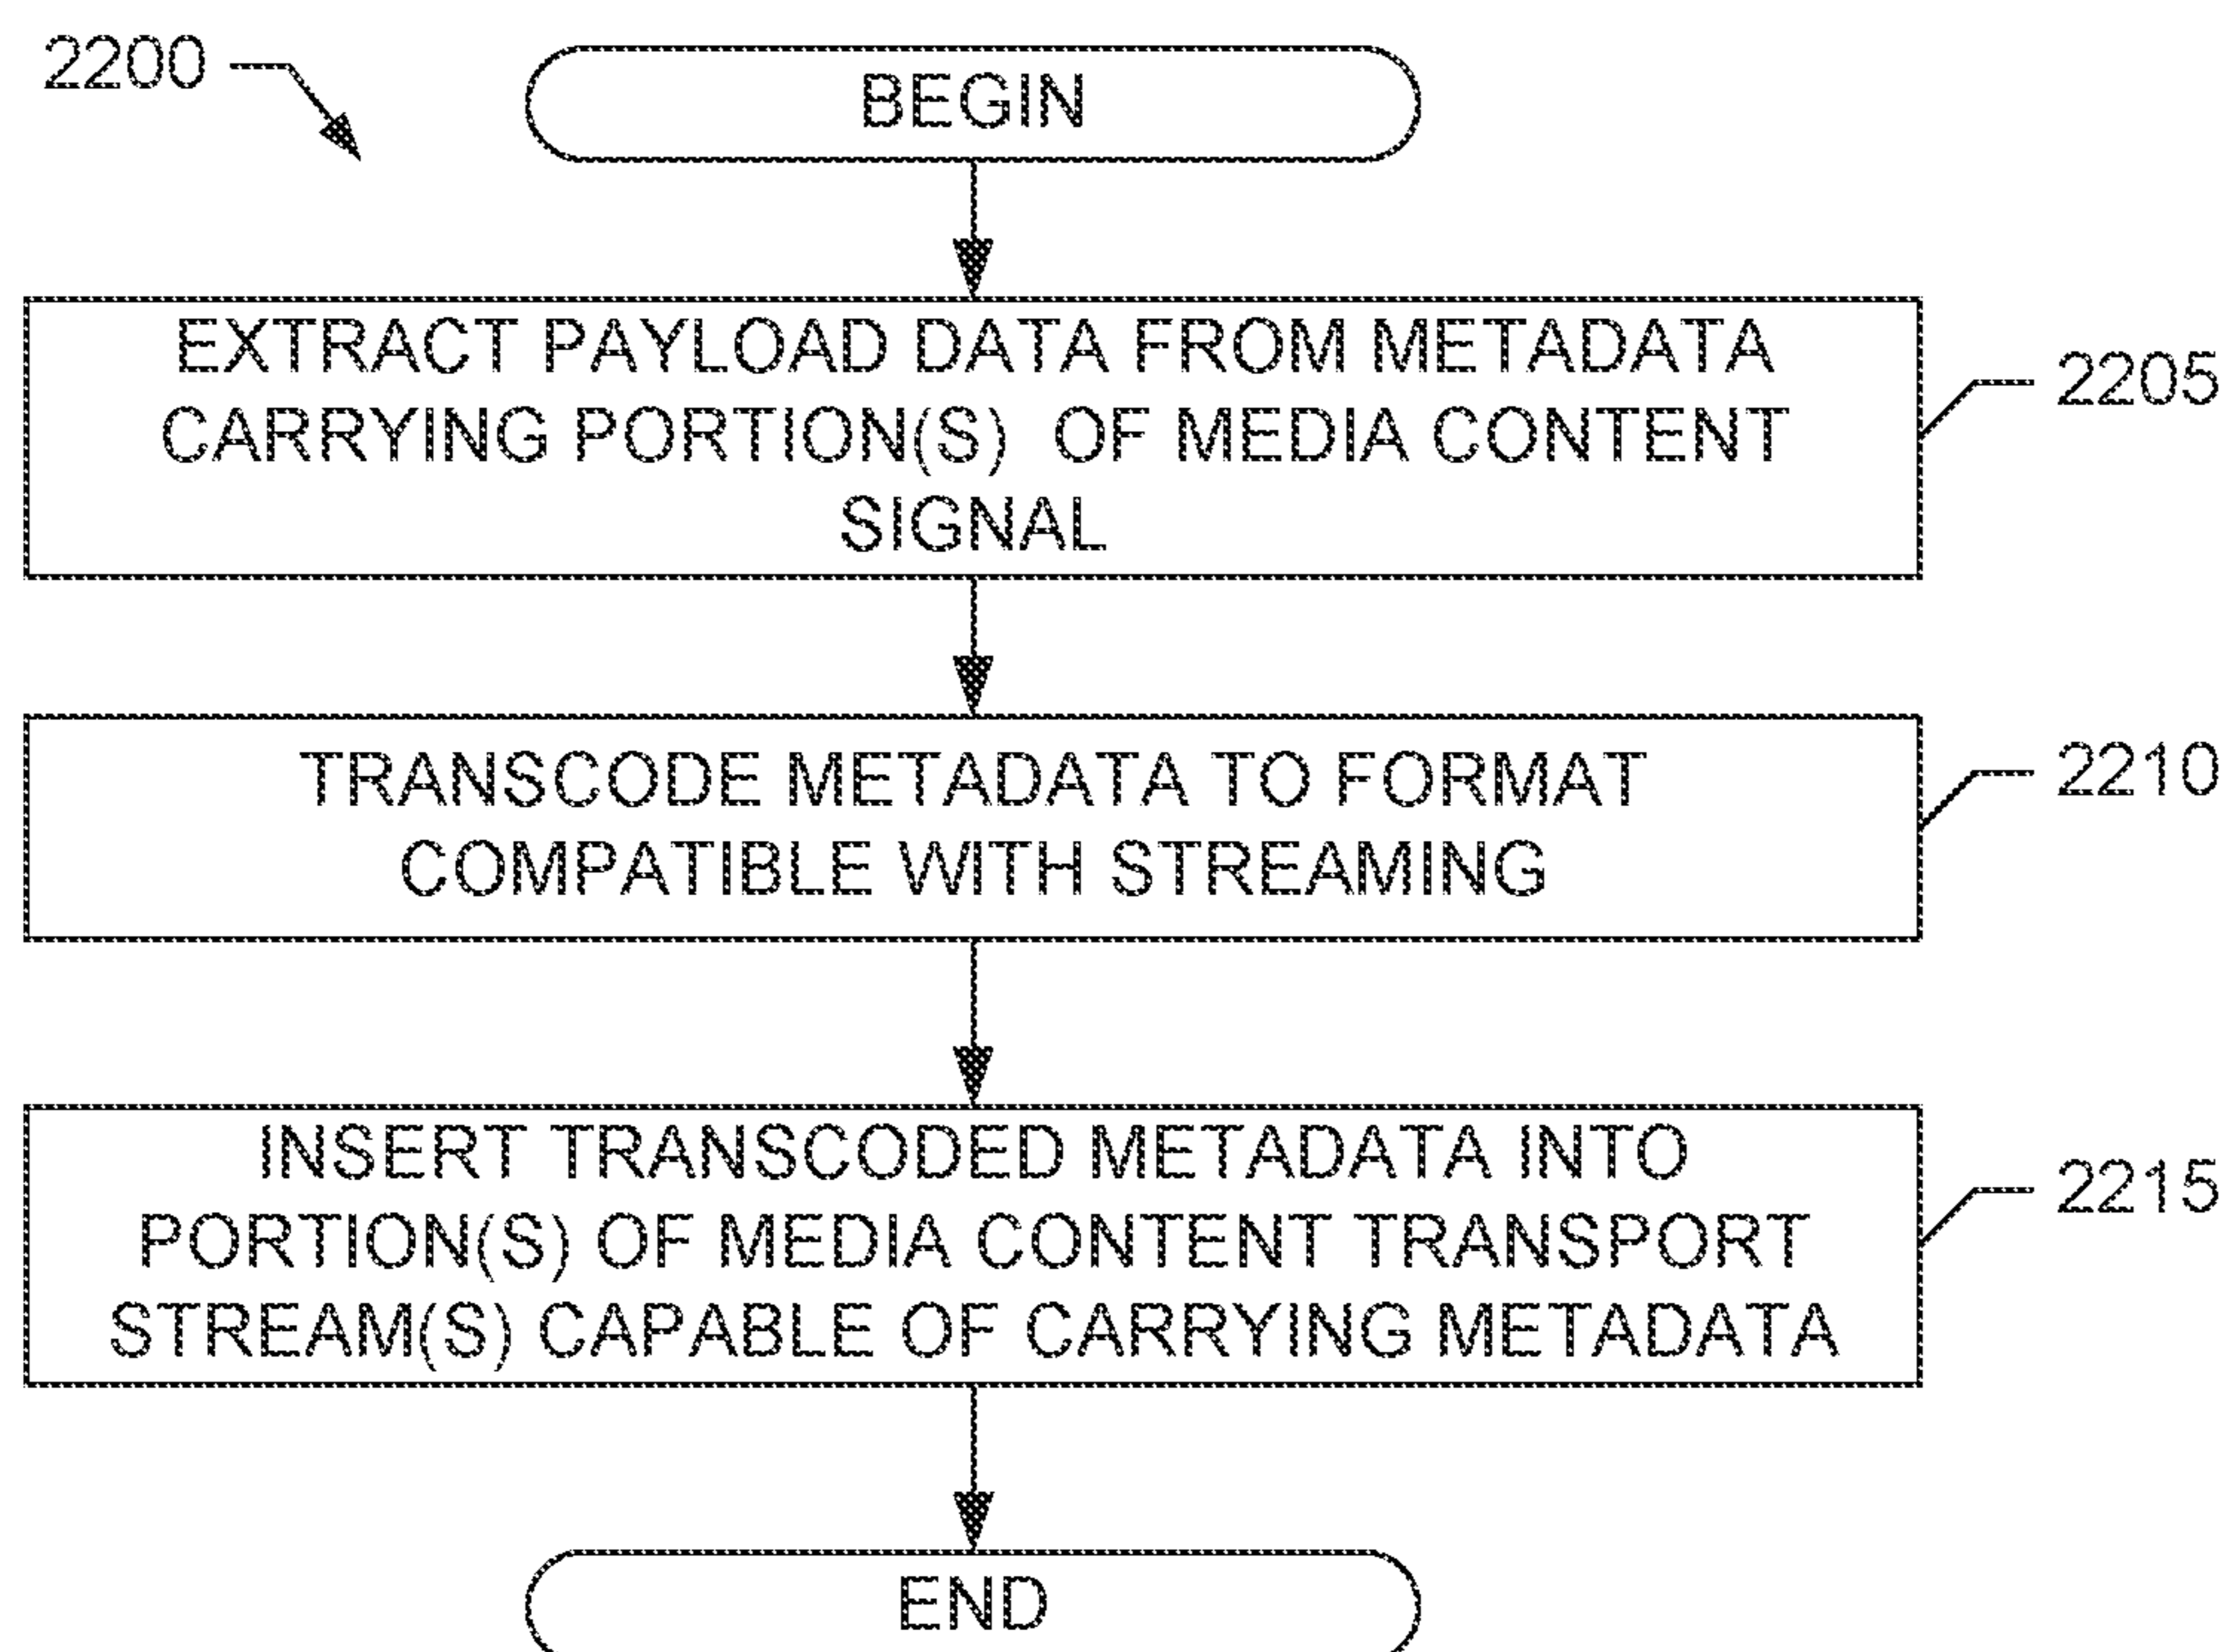 2200
BEGIN
EXTRACT PAYLOAD DATA FROM METADATA
CARRYING PORTION(S) OF MEDIA CONTENT
SIGNAL
2205
TRANSCODE METADATA TO FORMAT
COMPATIBLE WITH STREAMING
2210
INSERT TRANSCODED METADATA INTO
PORTION(S) OF MEDIA CONTENT TRANSPORT
STREAM(S) CAPABLE OF CARRYING METADATA
2215
END